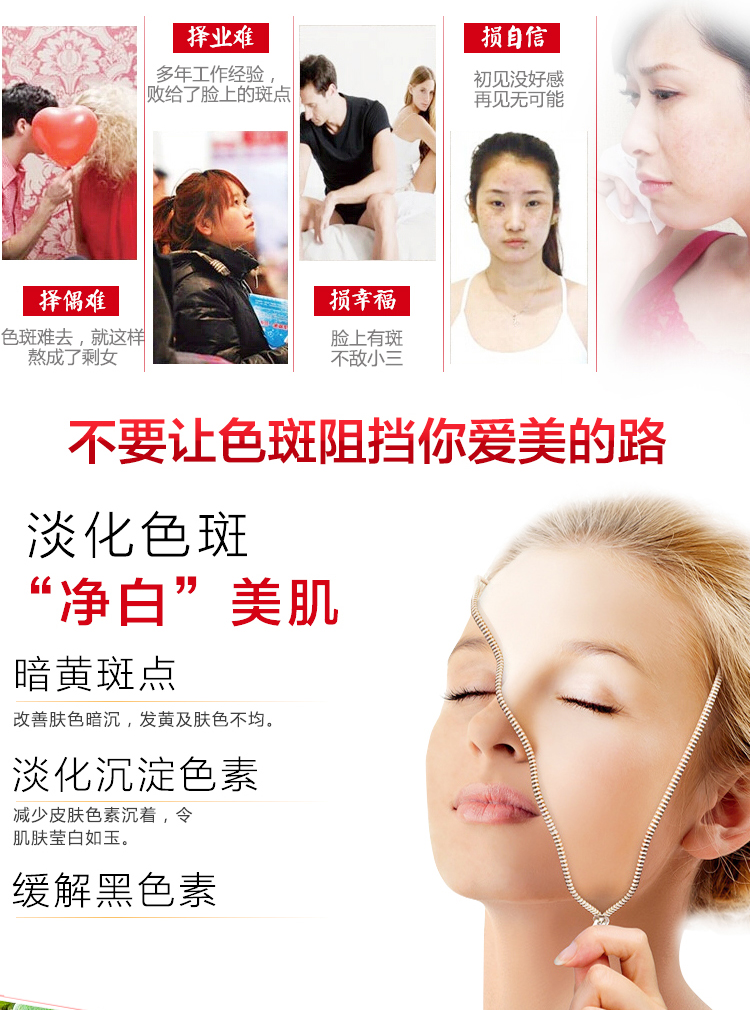 择业难
多年工作经验，
败给了脸上的斑点
损自信
初见没好感
再见无可能
择偶难
色斑难去，就这样
熬成了剩女
损幸福
脸上有斑
不敌小三
不要让色斑阻挡你爱美的路
淡化色斑
“净白”美肌
暗黄斑点
改善肤色暗沉，发黄及肤色不均。
淡化沉淀色素
减少皮肤色素沉着，令
肌肤莹白如玉。
缓解黑色素